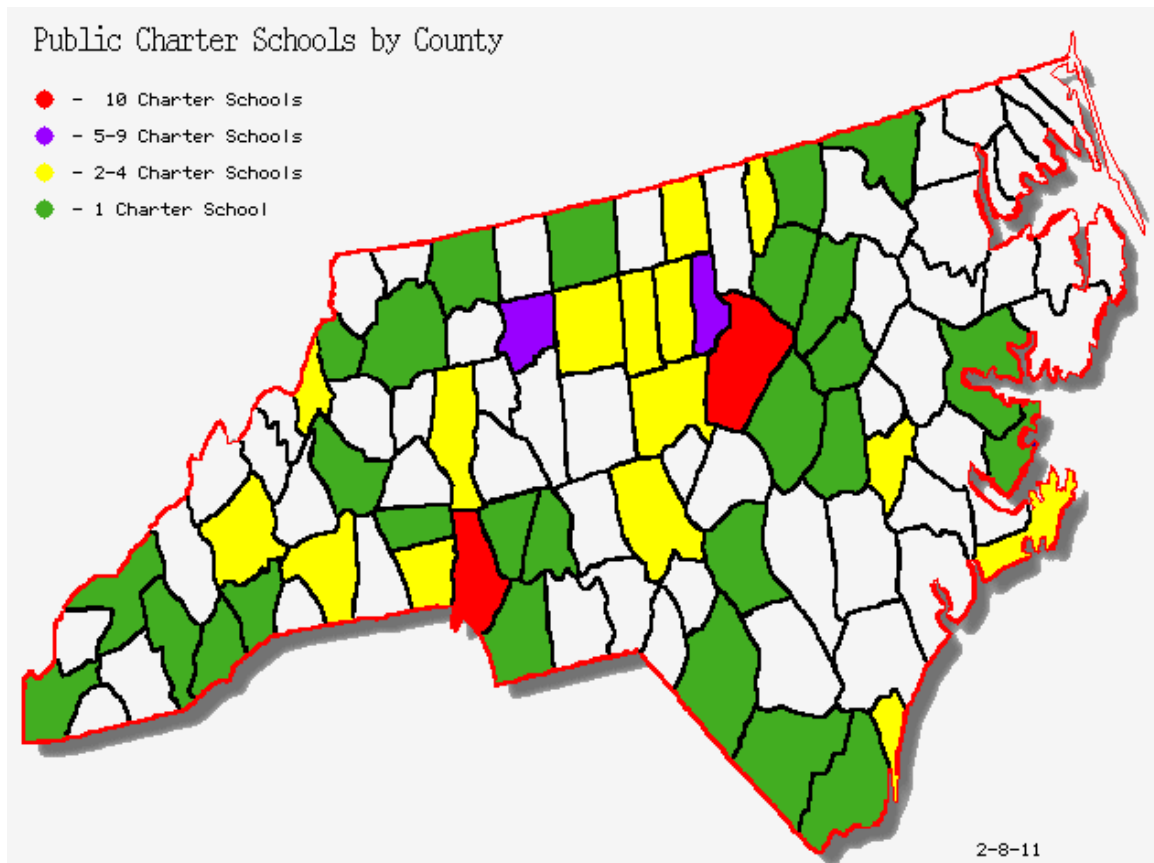 Public Charter Schools by County
- 10 Charter Schools
- 5-9 Charter Schools
- 2-4 Charter Schools
- 1 Charter School
2-8-11